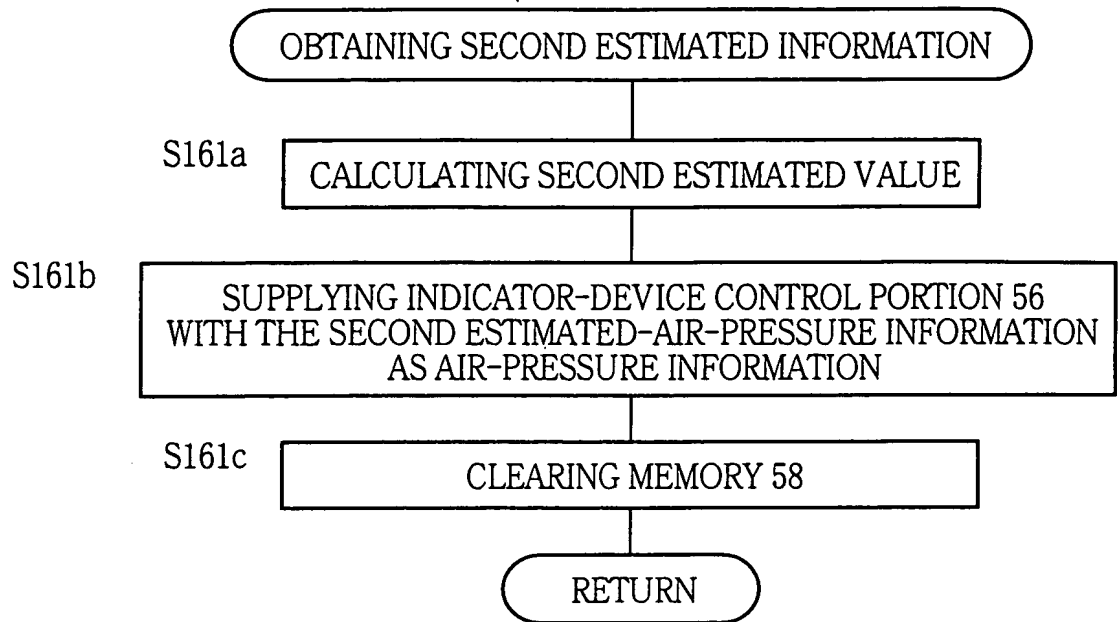 OBTAINING SECOND ESTIMATED INFORMATION
S161a
CALCULATING SECOND ESTIMATED VALUE
S161b
SUPPLYING INDICATOR-DEVICE CONTROL PORTION 56
WITH THE SECOND ESTIMATED-AIR-PRESSURE INFORMATION
AS AIR-PRESSURE INFORMATION
S161c
CLEARING MEMORY 58
RETURN